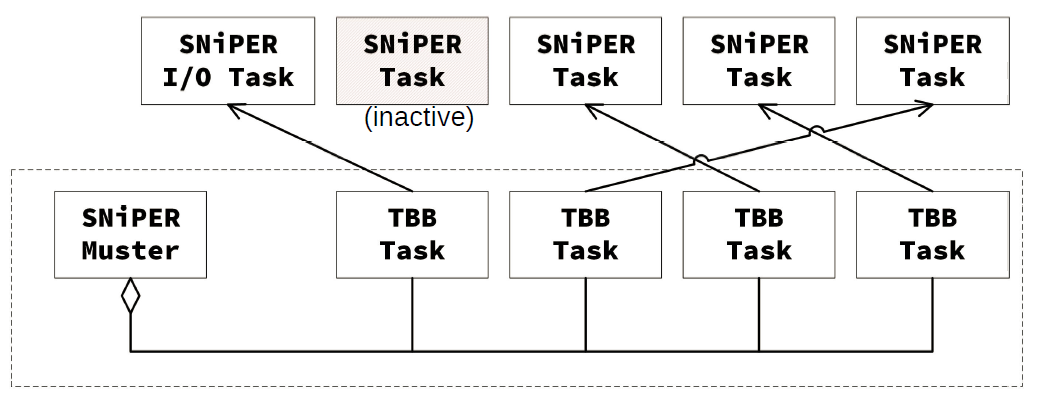 SNiPER
I/O Task
SNiPER
Task
(inactive)
SNiPER
Task
SNiPER
Task
SNiPER
Task
SNiPER
Muster
TBB
Task
TBB
Task
TBB
Task
TBB
Task